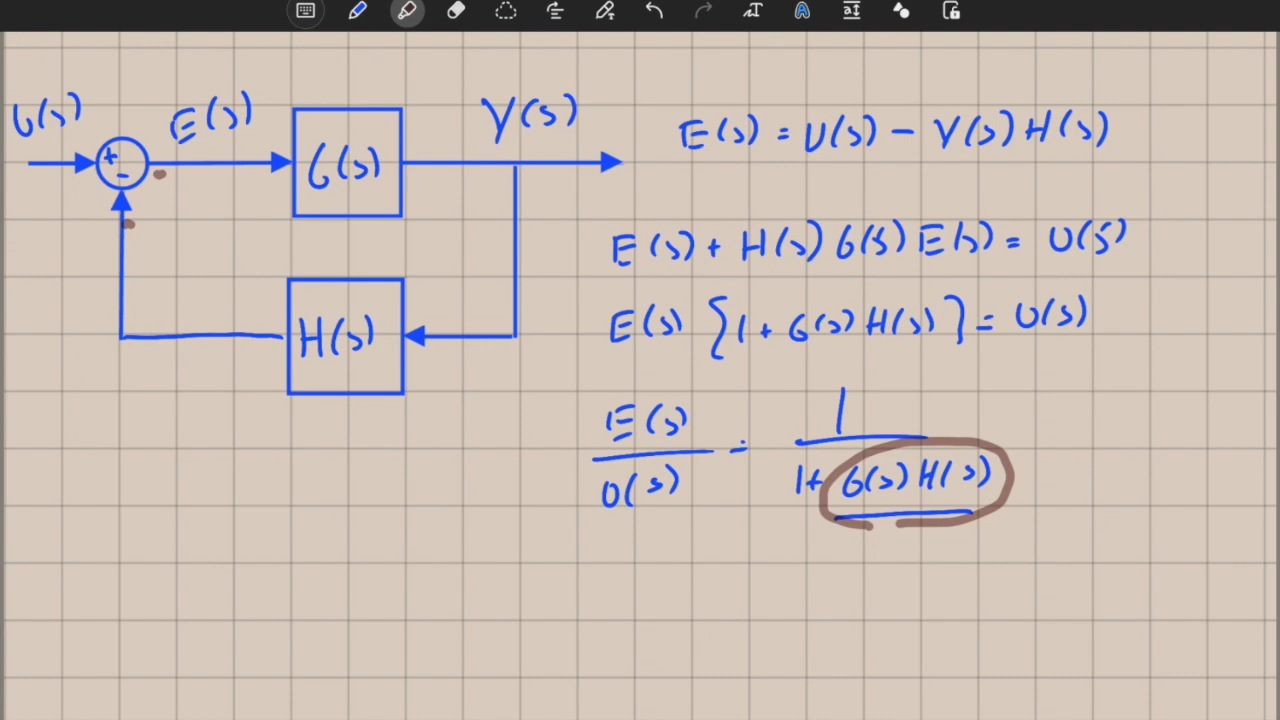 U(s)
E(s)
G(s)
Y(s)
+
-
H(s)
E(s) = U(s) - Y(s) H(s)
E(s) + H(s) G(s) E(s) = U(s)
E(s) [1 + G(s) H(s)] = U(s)
E(s)
U(s)
=
1
1+ G(s) H(s)